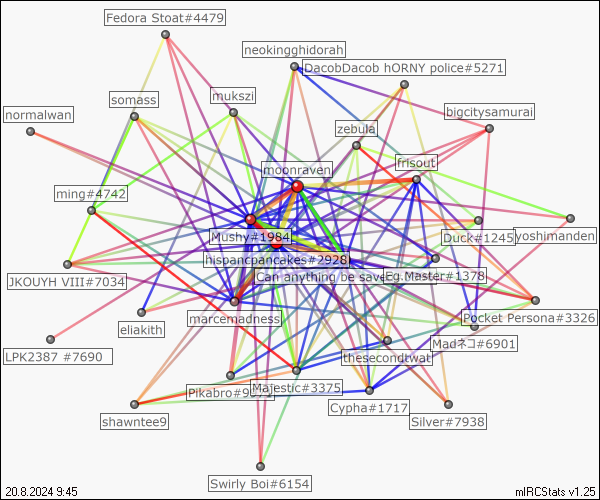 Fedora Stoat#4479
neokingghidorah
DacobDacob hORNY police#5271
mukszi
somass
bigcitysamurai
normalwan
zebula
frisout
moonraven
ming#4742
Mushy#1984
Duck#1245
yoshimanden
hispancpancakes#2928
JKOUYH VIII#7034
Can anything be save
Eg.Master#1378
eliakith
marcemadness
Pocket Persona#3326
Madネコ#6901
LPK2387 #7690
thesecondtwat
Pikabro#9
Majestic#3375
Cypha#1717
shawntee9
Silver#7938
Swirly Boi#6154
20.8.2024 9:45
mIRCStats v1.25